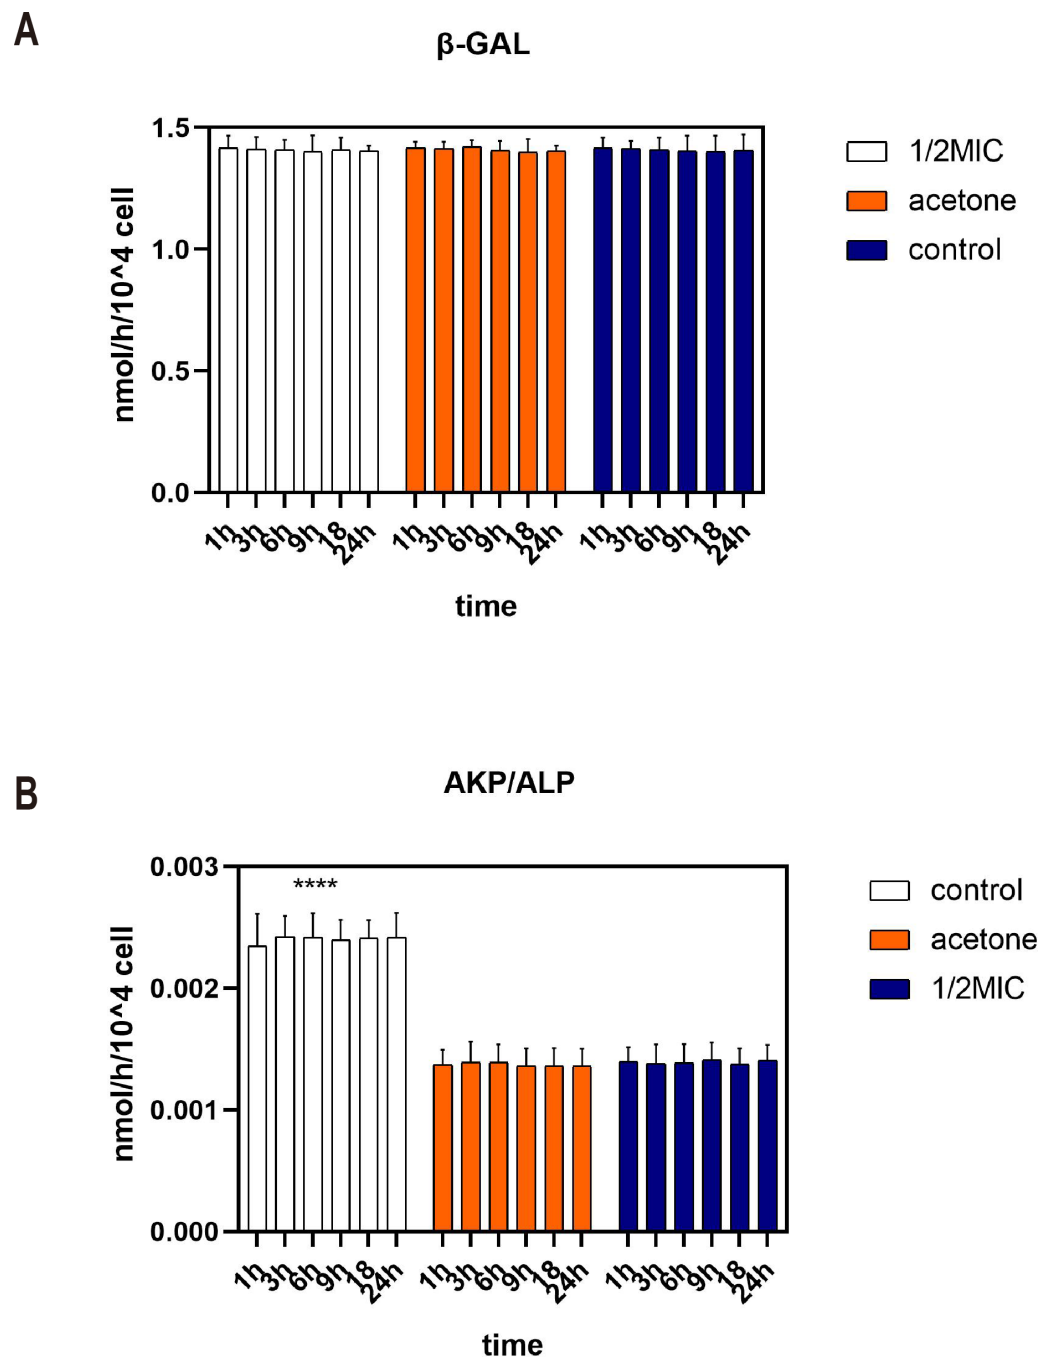 A
β-GAL
1.5
1.0
0.5
0.0
nmol/h/10^4 cell
1h 3h 6h 9h 18 24h 1h 3h 6h 9h 18 24h 1h 3h 6h 9h 18 24h
time
1/2MIC
acetone
control
B
AKP/ALP
0.003
0.002
0.001
0.000
nmol/h/10^4 cell
****
1h 3h 6h 9h 18 24h 1h 3h 6h 9h 18 24h 1h 3h 6h 9h 18 24h
time
control
acetone
1/2MIC